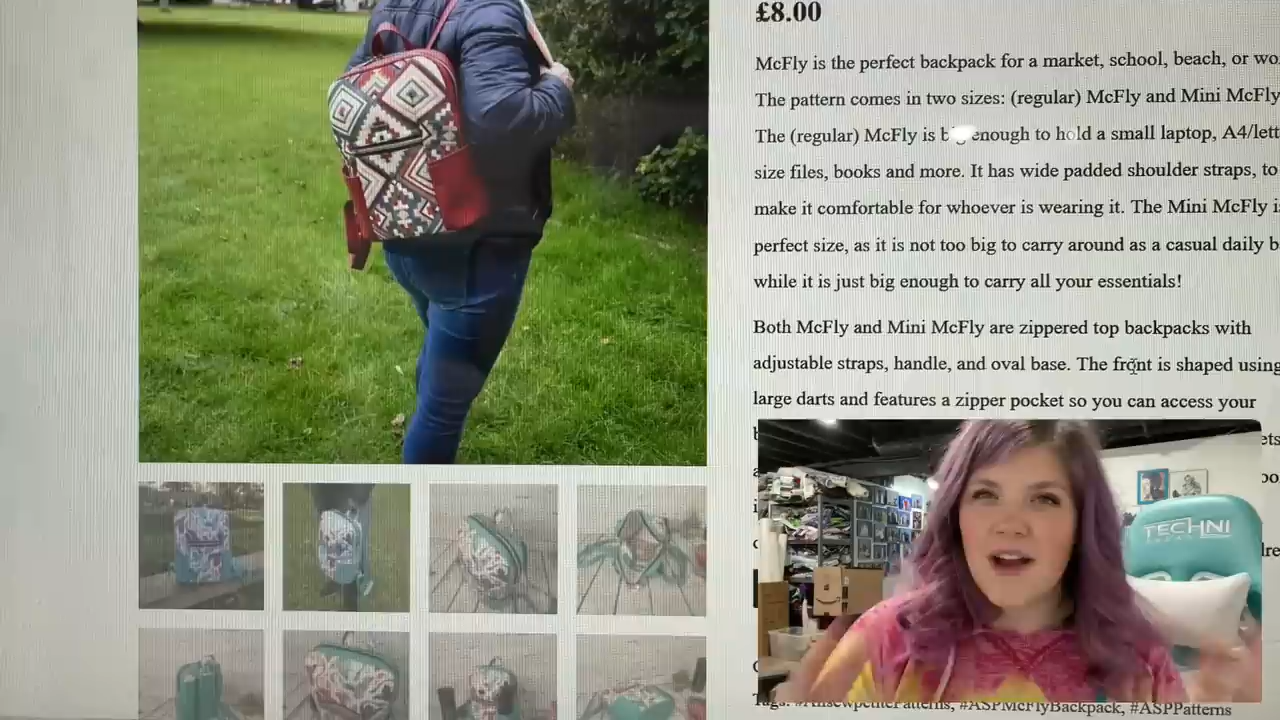 £8.00
McFly is the perfect backpack for a market, school, beach, or
The pattern comes in two sizes: (regular) McFly and Mini McFly
The (regular) McFly is enough to hold a small laptop,
size files, books and more. It has wide padded shoulder straps, to
make it comfortable for whoever is wearing it. The Mini McFly
perfect size, as it is not too big to carry around as a casual daily
while it is just big enough to carry all your essentials!
Both McFly and Mini McFly are zippered top backpacks with
adjustable straps, handle, and oval base. The front is shaped using
large darts and features a zipper pocket so you can access your
TECHNI
#ASPMcFlyBackpack, #ASPPatterns